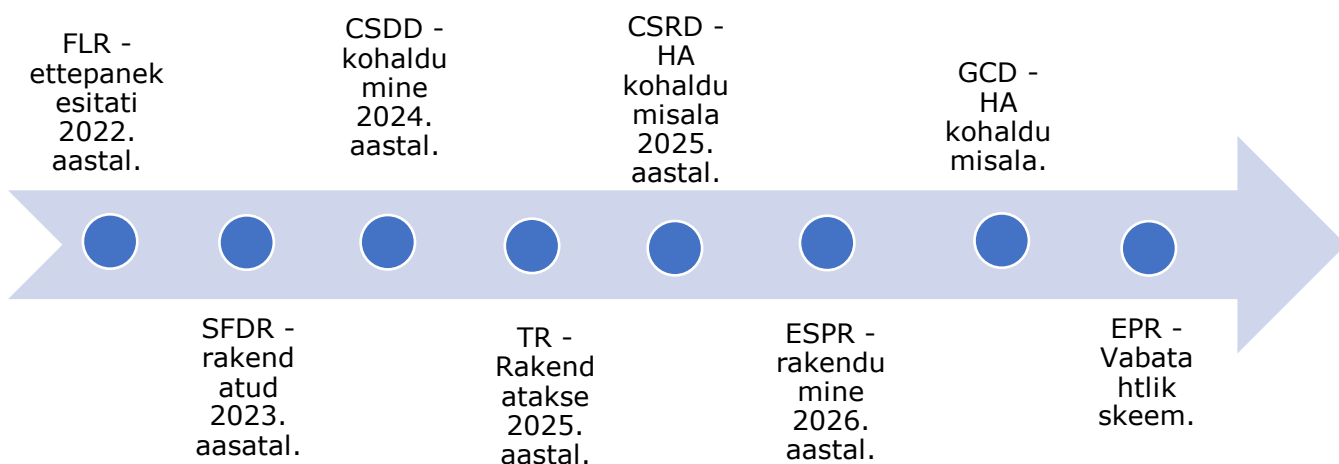 FLR -
ettepanek
esitati
2022.
aastal.
SFDR -
rakend
atud
2023.
aasatal.
CSDD -
kohaldu
mine
2024.
aastal.
TR -
Rakend
atakse
2025.
aastal.
CSRD -
HA
kohaldu
misala
2025.
aastal.
ESPR -
rakendu
mine
2026.
aastal.
GCD -
HA
kohaldu
misala.
EPR -
Vabata
htlik
skeem.